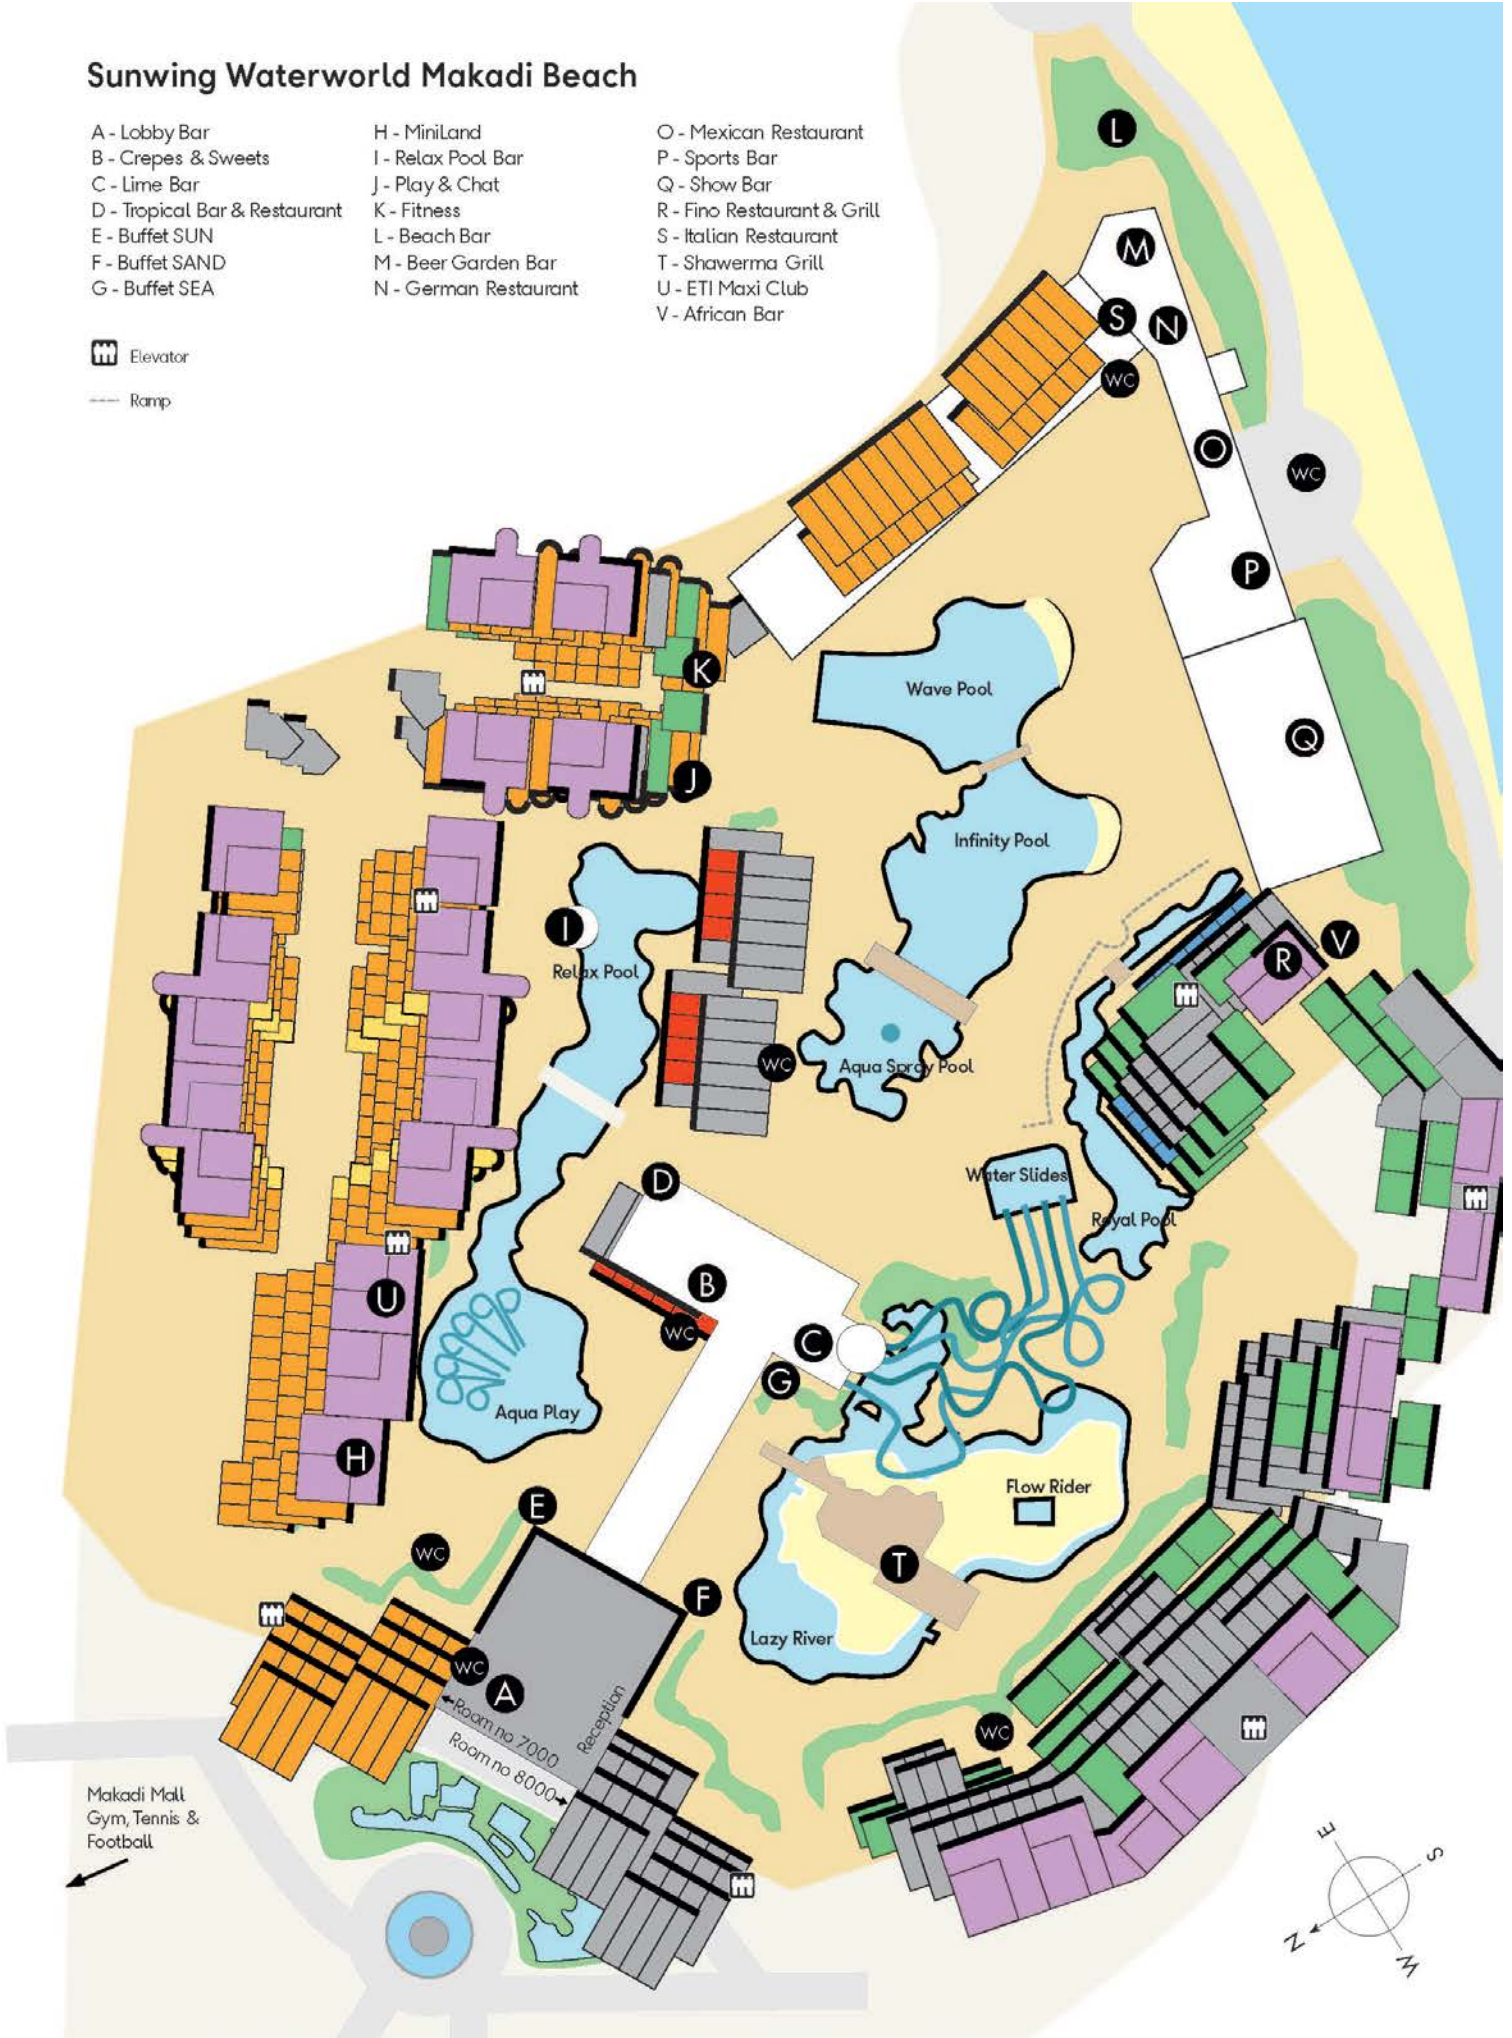 Sunwing Waterworld Makadi Beach
A - Lobby Bar
B - Crepes & Sweets
C - Lime Bar
D - Tropical Bar & Restaurant
E - Buffet SUN
F - Buffet SAND
G - Buffet SEA
H - MiniLand
I - Relax Pool Bar
J - Play & Chat
K - Fitness
L - Beach Bar
M - Beer Garden Bar
N - German Restaurant
O - Mexican Restaurant
P - Sports Bar
Q - Show Bar
R - Fino Restaurant & Grill
S - Italian Restaurant
T - Shawerma Grill
U - ETI Maxi Club
V - African Bar
Elevator
Ramp
L
M
S
N
WC
O
WC
P
K
Wave Pool
Q
J
Infinity Pool
I
V
R
Relax Pool
WC
Aqua Spray Pool
D
Water Slides
Royal Pool
B
U
WC
C
G
Aqua Play
H
Flow Rider
E
WC
T
F
Lazy River
WC
A
Room no 7000
Reception
Room no 8000
WC
Makadi Mall
Gym, Tennis &
Football
E
S
N
W